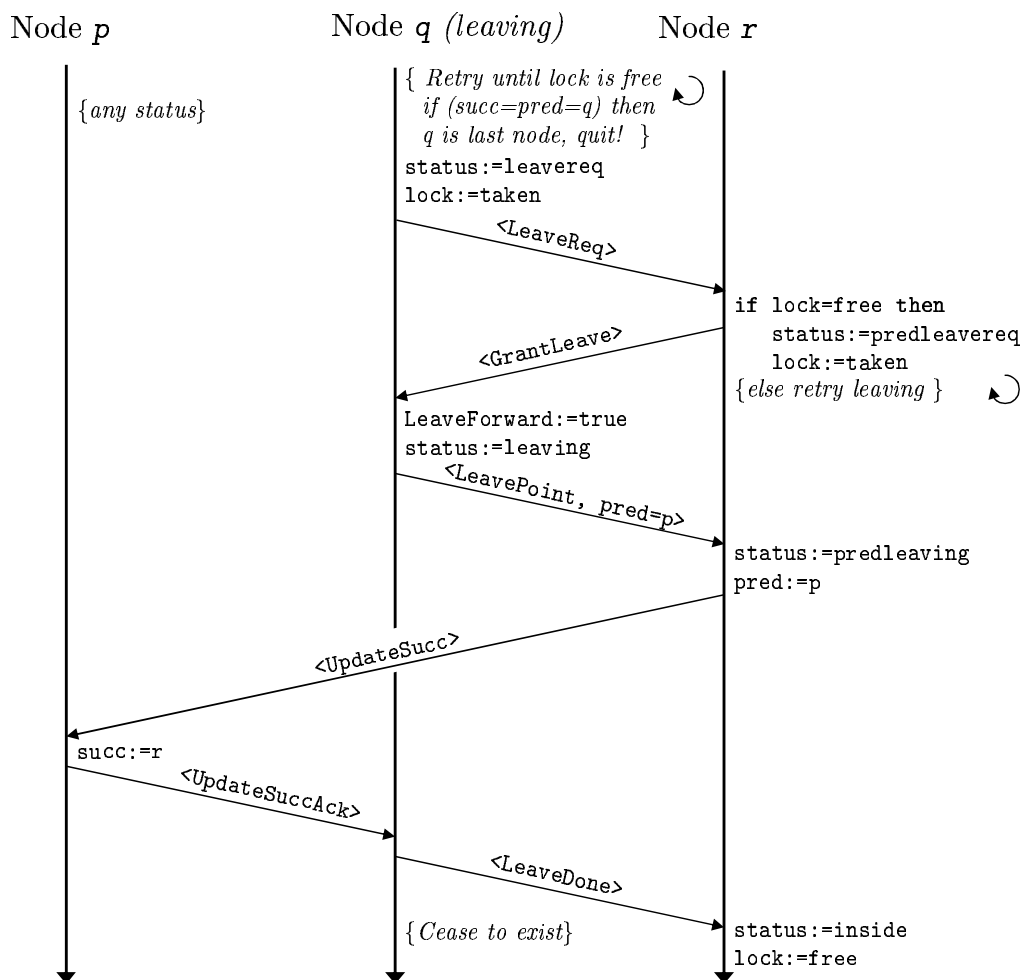 Node p
Node q (leaving)
Node r
{any status}
{ Retry until lock is free
if (succ=pred=q) then
q is last node, quit! }
status:=leavereq
lock:=taken
<LeaveReq>
if lock=free then
status:=predleavereq
lock:=taken
{else retry leaving }
<GrantLeave>
LeaveForward:=true
status:=leaving
<LeavePoint, pred=p>
status:=predleaving
pred:=p
<UpdateSucc>
succ:=r
<UpdateSuccAck>
<LeaveDone>
{Cease to exist}
status:=inside
lock:=free